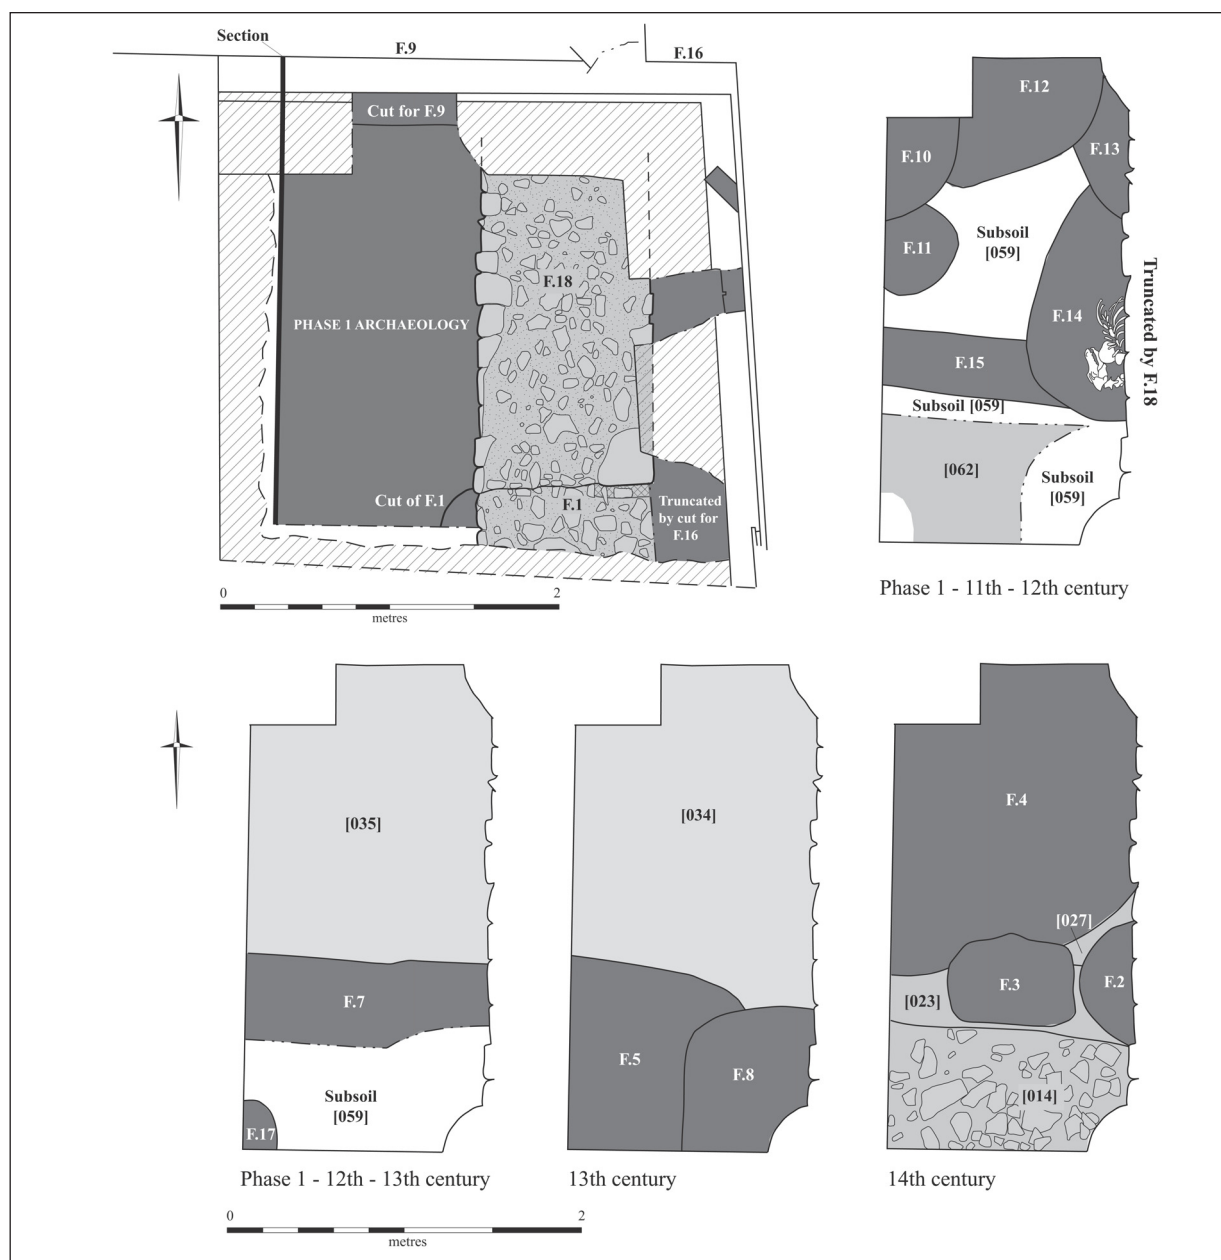 Section
F.9
F.16
Cut for F.9
F.18
PHASE 1 ARCHAEOLOGY
Cut of F.1
F.1
Truncated
by cut for
F.16
0
2
metres
F.12
F.10
F.13
Subsoil
[059]
F.11
F.14
F.15
Truncated by F.18
Subsoil [059]
[062]
Subsoil
[059]
Phase 1 - 11th - 12th century
[035]
F.7
Subsoil
[059]
F.17
Phase 1 - 12th - 13th century
[034]
F.5
F.8
13th century
F.4
[027]
F.2
[023]
F.3
[014]
14th century
0
2
metres